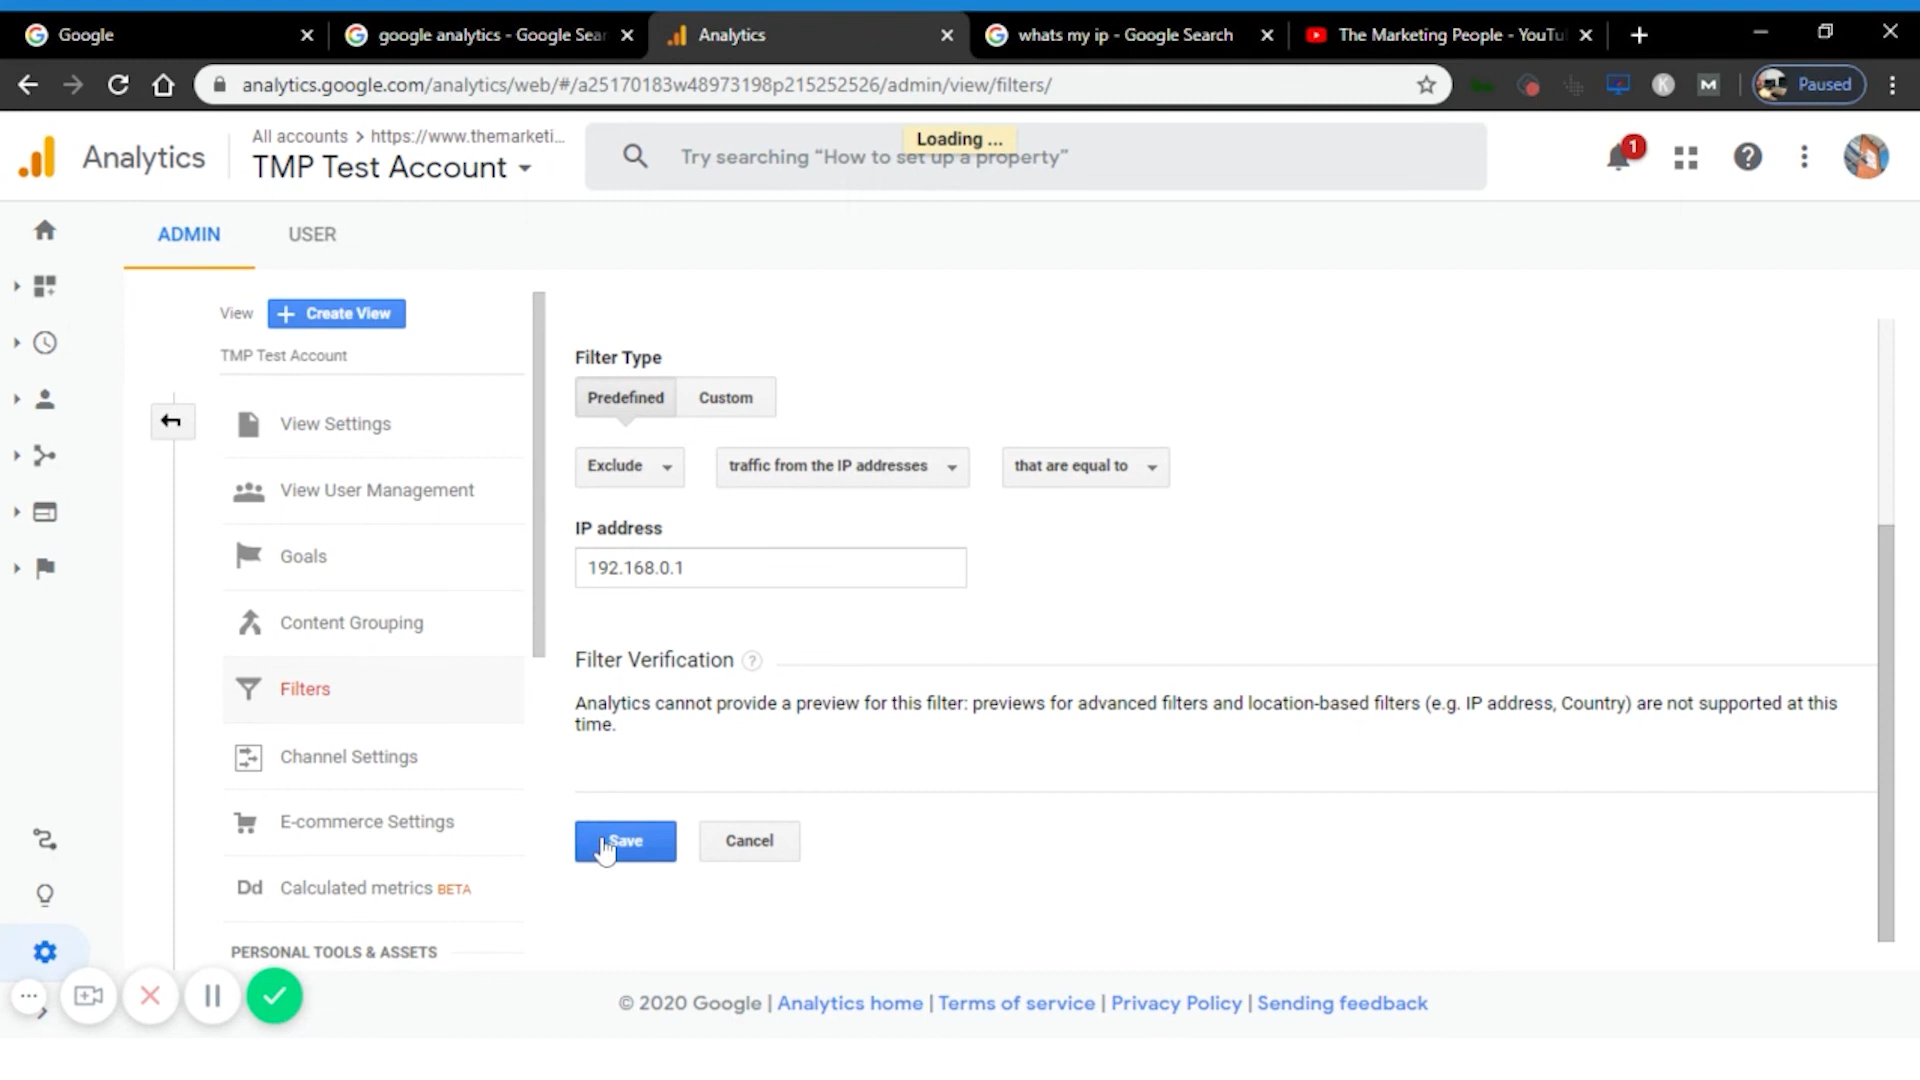 Google
google analytics - Google Sear
Analytics
whats my ip - Google Search
The Marketing People - YouTu
analytics.google.com/analytics/web/#/a25170183w48973198p215252526/admin/view/filters/
K
M
Paused
Analytics
All accounts > https://www.themarketi...
TMP Test Account
Loading ...
Try searching “How to set up a property”
1
ADMIN
USER
View
Create View
TMP Test Account
View Settings
View User Management
Goals
Content Grouping
Filters
Channel Settings
E-commerce Settings
Dd Calculated metrics BETA
PERSONAL TOOLS & ASSETS
Filter Type
Predefined
Custom
Exclude
traffic from the IP addresses
that are equal to
IP address
192.168.0.1
Filter Verification ?
Analytics cannot provide a preview for this filter: previews for advanced filters and location-based filters (e.g. IP address, Country) are not supported at this
time.
Save
Cancel
© 2020 Google | Analytics home | Terms of service | Privacy Policy | Sending feedback